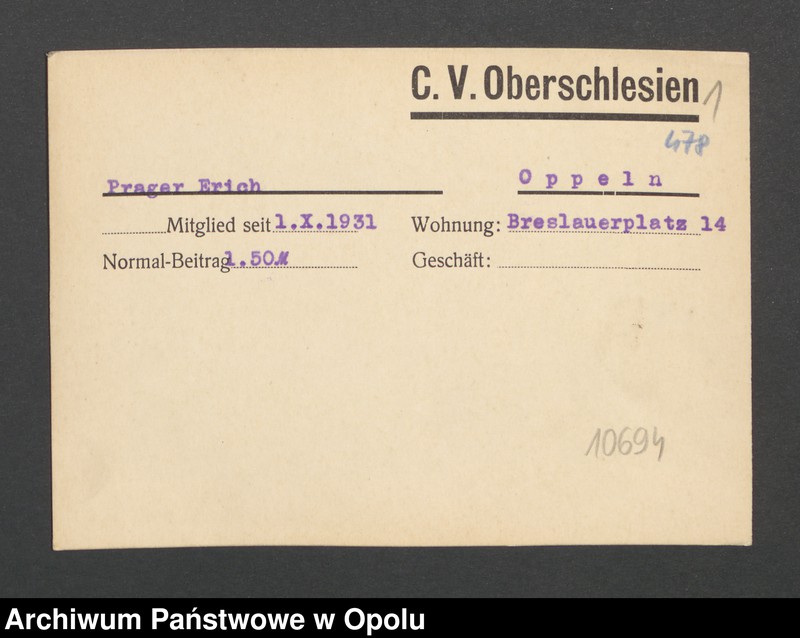 C. V. Oberschlesien 1
478
Prager Erich Oppeln
Mitglied seit 1.X.1931 Wohnung: Breslauerplatz 14
Normal-Beitrag 1.50 M Geschäft:
10694
Archiwum Państwowe w Opolu